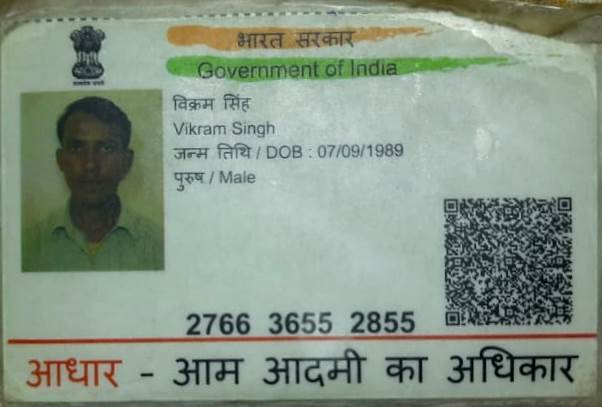 भारत सरकार
Government of India
विक्रम सिंह
Vikram Singh
जन्म तिथि / DOB : 07/09/1989
पुरुष / Male
2766 3655 2855
आधार - आम आदमी का अधिकार